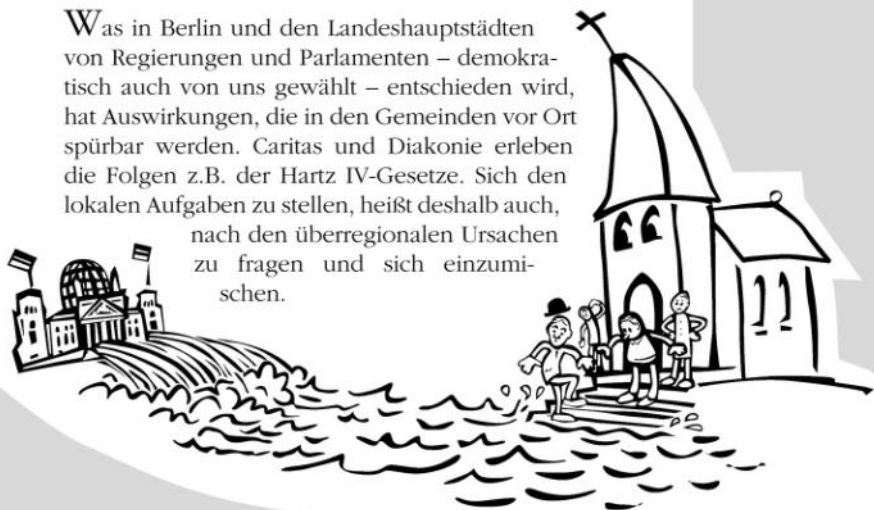 Was in Berlin und den Landeshauptstädten
von Regierungen und Parlamenten – demokra-
tisch auch von uns gewählt – entschieden wird,
hat Auswirkungen, die in den Gemeinden vor Ort
spürbar werden. Caritas und Diakonie erleben
die Folgen z.B. der Hartz IV-Gesetze. Sich den
lokalen Aufgaben zu stellen, heißt deshalb auch,
nach den überregionalen Ursachen
zu fragen und sich einzumi-
schen.